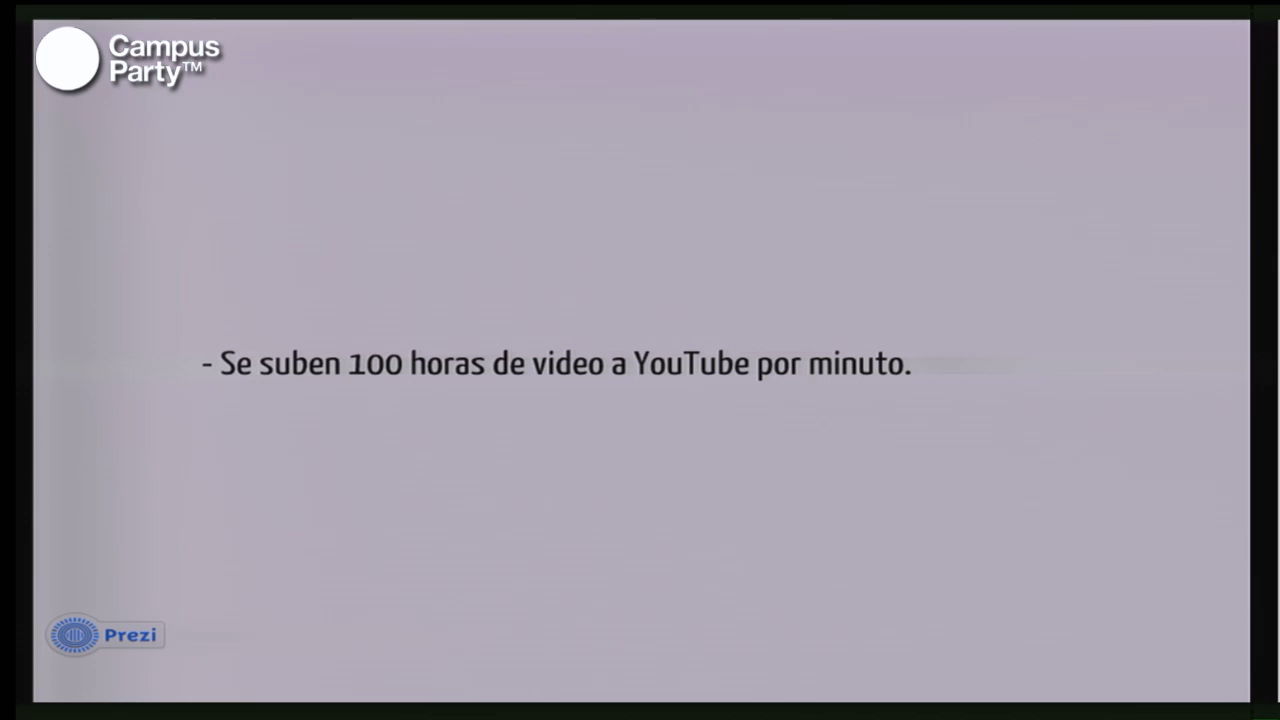 Campus
Party™
- Se suben 100 horas de video a YouTube por minuto.
Prezi